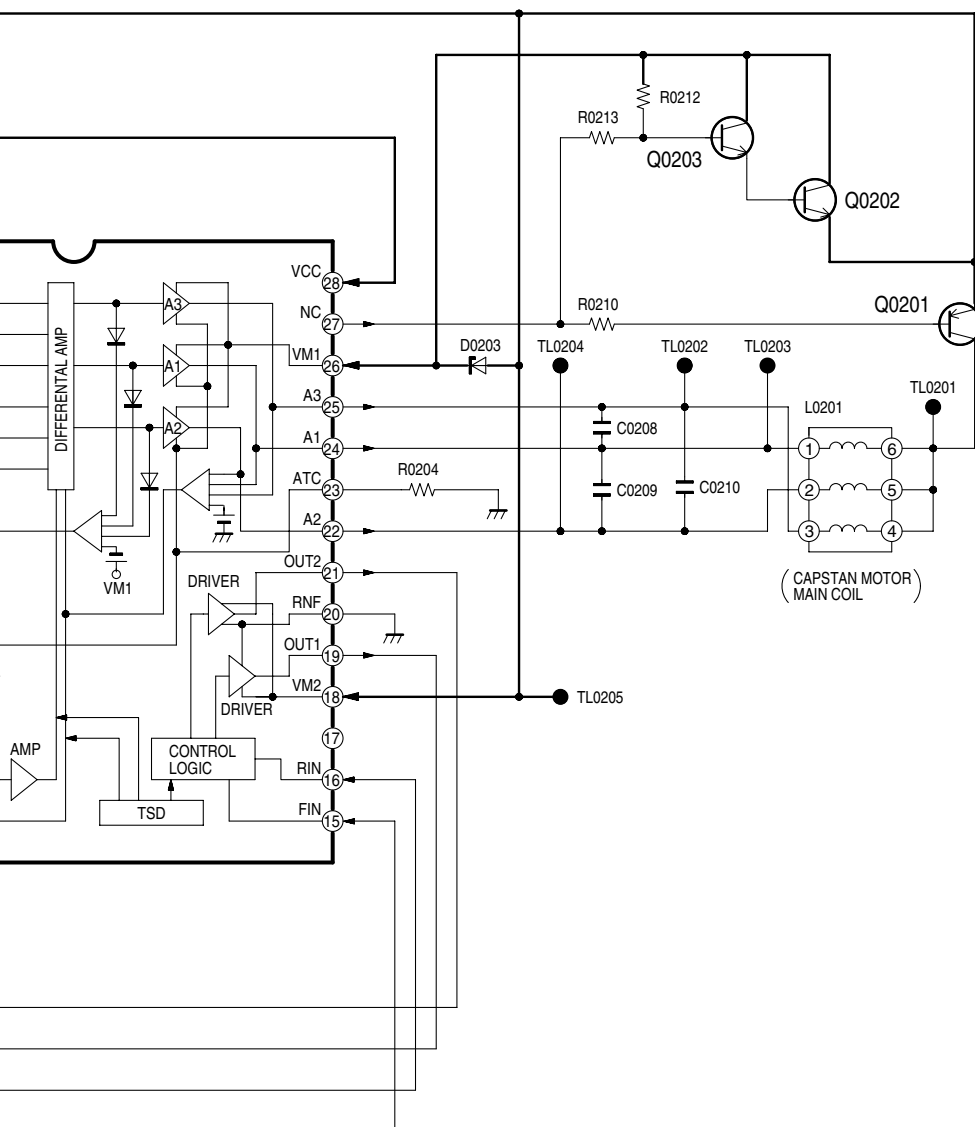 R0212
R0213
Q0203
Q0202
VCC
28
Q0201
A3
NC
27
R0210
DIFFERENTAL AMP
A1
VM1
26
D0203
TL0204
TL0202
TL0203
TL0201
A2
A3
25
C0208
L0201
A1
24
1
6
ATC
23
R0204
C0209
C0210
2
5
A2
22
3
4
VM1
OUT2
21
(CAPSTAN MOTOR
MAIN COIL)
DRIVER
RNF
20
OUT1
19
DRIVER
VM2
18
TL0205
17
AMP
CONTROL
LOGIC
RIN
16
TSD
FIN
15